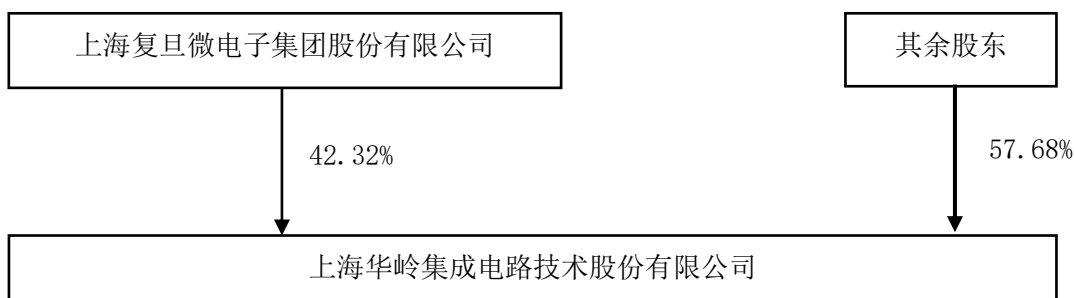 上海复旦微电子集团股份有限公司
其余股东
42.32%
57.68%
上海华岭集成电路技术股份有限公司